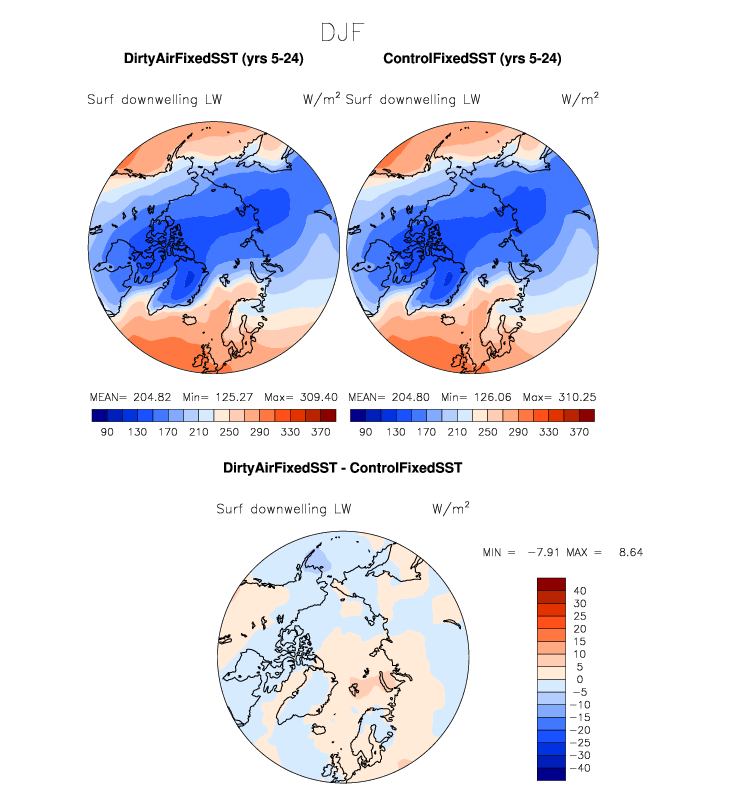 DJF
DirtyAirFixedSST (yrs 5-24) ControlFixedSST (yrs 5-24)
Surf downwelling LW W/m² Surf downwelling LW W/m²
MEAN= 204.82 Min= 125.27 Max= 309.40 MEAN= 204.80 Min= 126.06 Max= 310.25
90 130 170 210 250 290 330 370 90 130 170 210 250 290 330 370
DirtyAirFixedSST - ControlFixedSST
Surf downwelling LW W/m²
MIN = −7.91 MAX = 8.64
40
30
25
20
15
10
5
0
−5
−10
−15
−20
−25
−30
−40